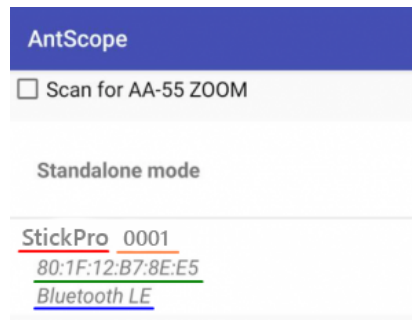 AntScope
Scan for AA-55 ZOOM
Standalone mode
StickPro 0001
80:1F:12:B7:8E:E5
Bluetooth LE